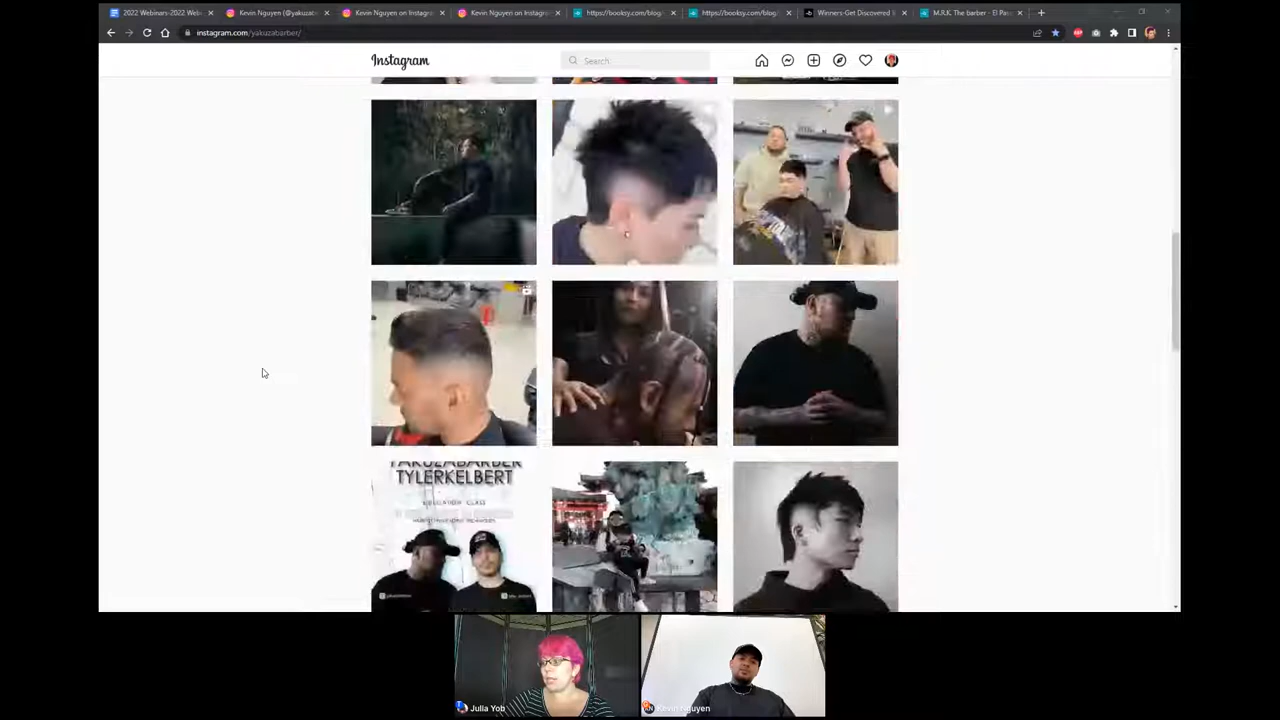 2022 Webinars-2022 Web
Kevin Nguyen (@yakuzab
Kevin Nguyen on Instagr
Kevin Nguyen on Instagr
https://booksy.com/blog
https://booksy.com/blog
Winners-Get Discovered
M.R.K. The barber - El Pas
instagram.com/yakuzabarber/
Instagram
Search
YAKUZABARBER
TYLERKELBERT
Julia Yob
Kevin Nguyen